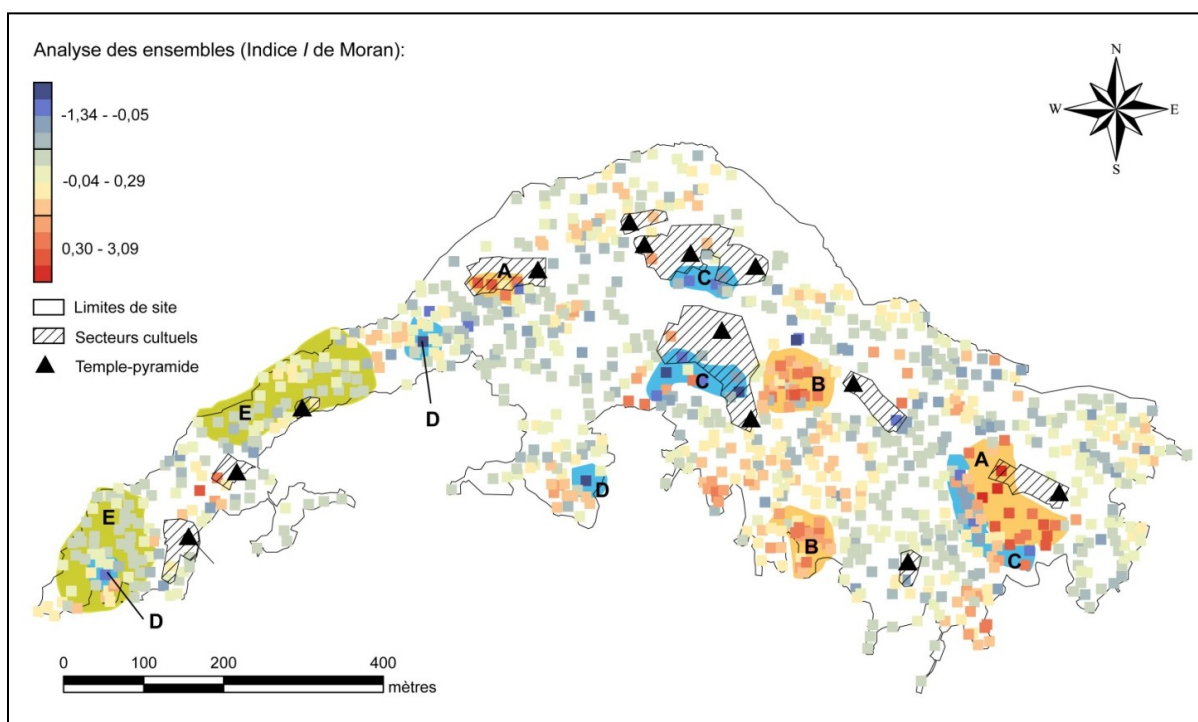 Analyse des ensembles (Indice I de Moran):
-1,34 - -0,05
-0,04 - 0,29
0,30 - 3,09
Limites de site
Secteurs cultuels
Temple-pyramide
N
W
E
S
A
C
D
E
C
B
A
D
E
B
C
D
0 100 200 400
mètres